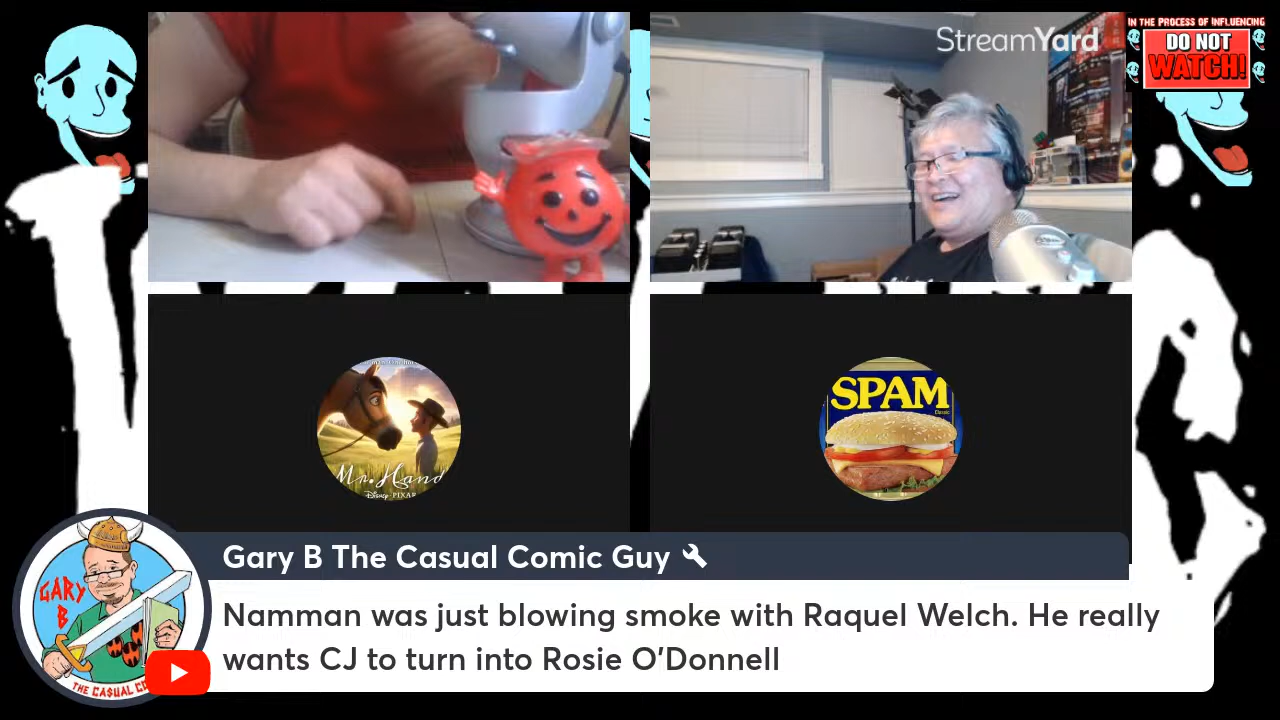 StreamYard
IN THE PROCESS OF INFLUENCING
DO NOT
WATCH!
Mr. Hand
Disney · PIXAR
SPAM
Classic
GARY
B
THE CASUAL CO
Gary B The Casual Comic Guy
Namman was just blowing smoke with Raquel Welch. He really
wants CJ to turn into Rosie O'Donnell